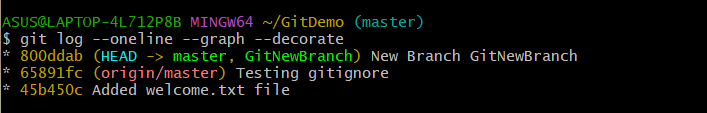 ASUS@LAPTOP-4L712P8B MINGW64 ~/GitDemo (master)
$ git log --oneline --graph --decorate
* 800ddab (HEAD -> master, GitNewBranch) New Branch GitNewBranch
* 65891fc (origin/master) Testing gitignore
* 45b450c Added welcome.txt file